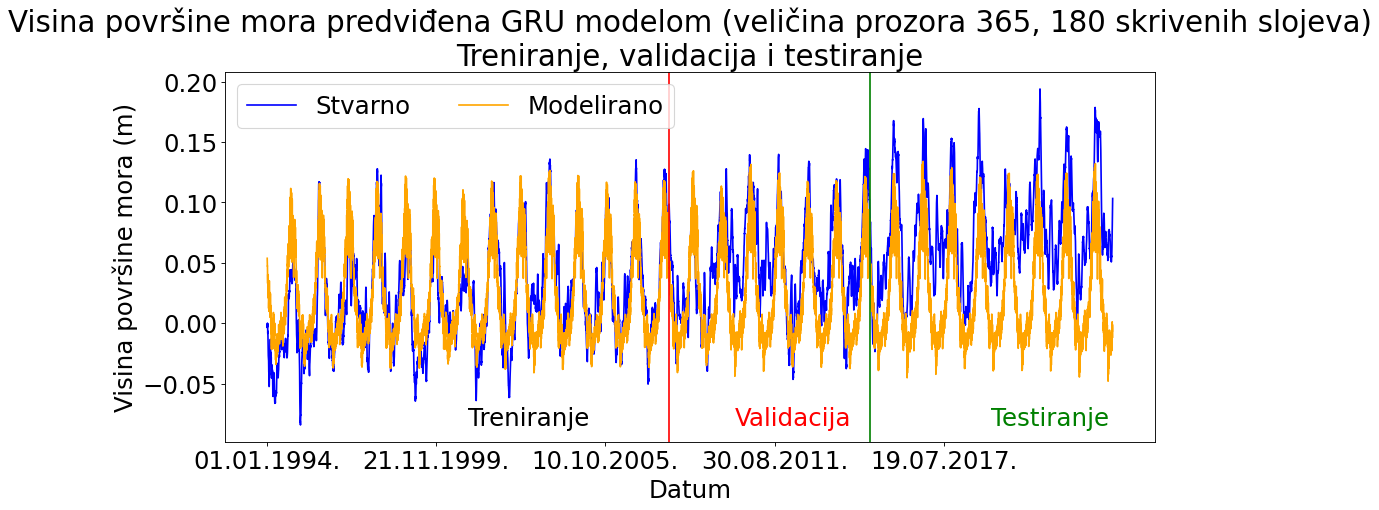 Visina površine mora predviđena GRU modelom (veličina prozora 365, 180 skrivenih slojeva)
Treniranje, validacija i testiranje
Stvarno
Modelirano
Visina površine mora (m)
0.20
0.15
0.10
0.05
0.00
−0.05
Treniranje
Validacija
Testiranje
01.01.1994.
21.11.1999.
10.10.2005.
30.08.2011.
19.07.2017.
Datum